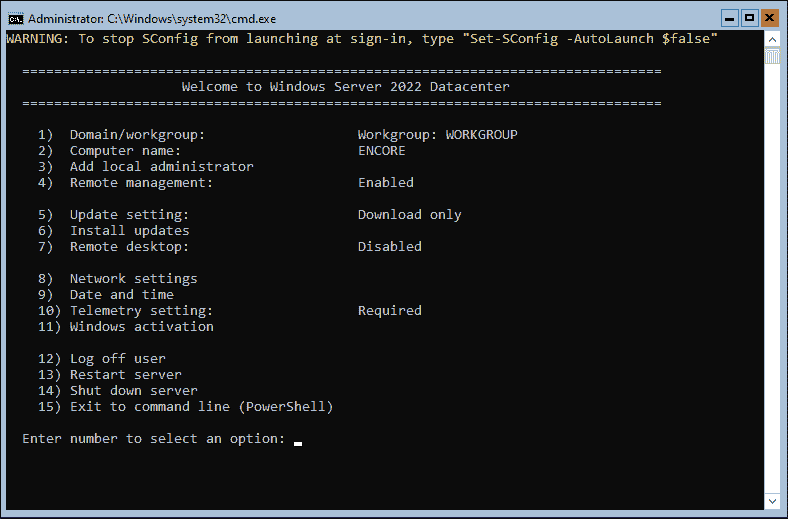 Administrator: C:\Windows\system32\cmd.exe
WARNING: To stop SConfig from launching at sign-in, type "Set-SConfig -AutoLaunch $false"
================================================================================
Welcome to Windows Server 2022 Datacenter
================================================================================
1) Domain/workgroup: Workgroup: WORKGROUP
2) Computer name: ENCORE
3) Add local administrator
4) Remote management: Enabled
5) Update setting: Download only
6) Install updates
7) Remote desktop: Disabled
8) Network settings
9) Date and time
10) Telemetry setting: Required
11) Windows activation
12) Log off user
13) Restart server
14) Shut down server
15) Exit to command line (PowerShell)
Enter number to select an option: